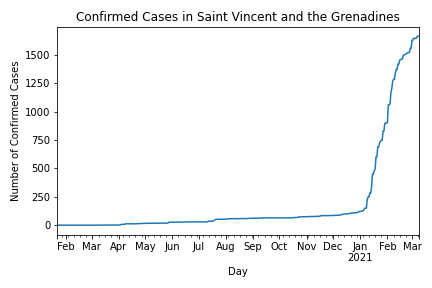 Confirmed Cases in Saint Vincent and the Grenadines
Number of Confirmed Cases
1500
1250
1000
750
500
250
0
Feb Mar Apr May Jun Jul Aug Sep Oct Nov Dec Jan Feb Mar
2021
Day